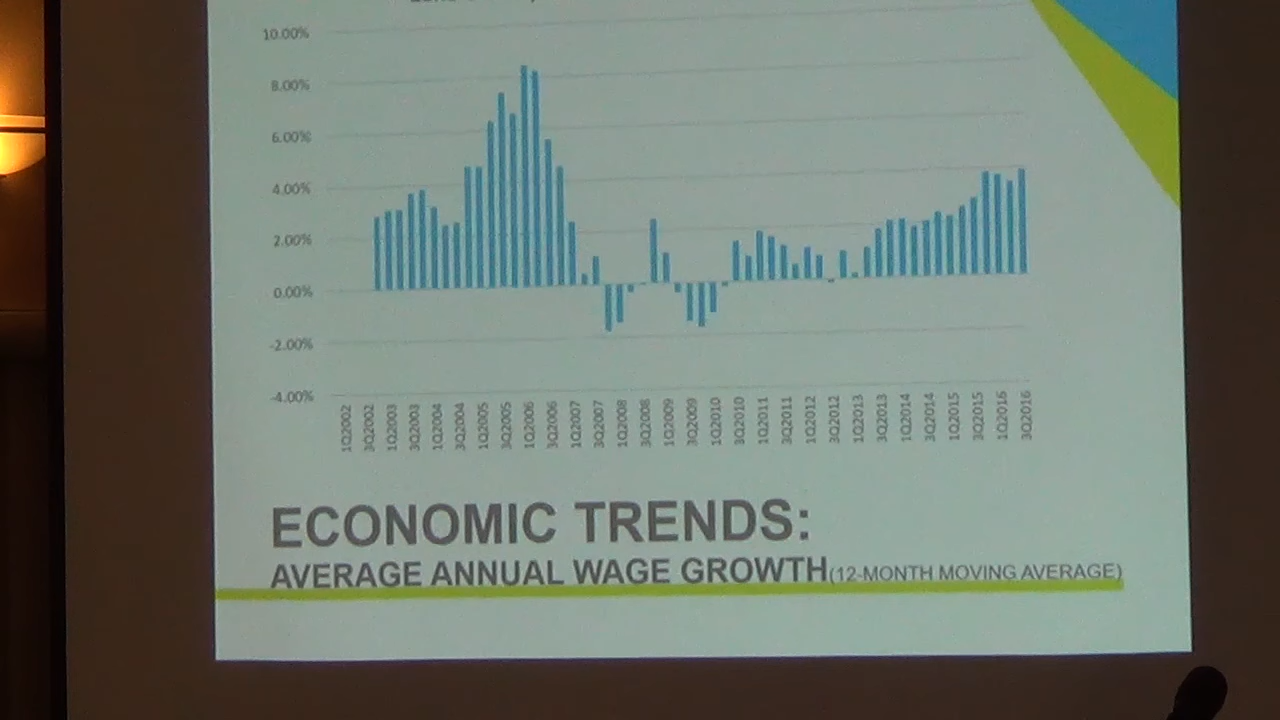 10.00%
8.00%
6.00%
4.00%
2.00%
0.00%
-2.00%
-4.00%
1Q2002
3Q2002
1Q2003
3Q2003
1Q2004
3Q2004
1Q2005
3Q2005
1Q2006
3Q2006
1Q2007
3Q2007
1Q2008
3Q2008
1Q2009
3Q2009
1Q2010
3Q2010
1Q2011
3Q2011
1Q2012
3Q2012
1Q2013
3Q2013
1Q2014
3Q2014
1Q2015
3Q2015
1Q2016
3Q2016
ECONOMIC TRENDS:
AVERAGE ANNUAL WAGE GROWTH(12-MONTH MOVING AVERAGE)